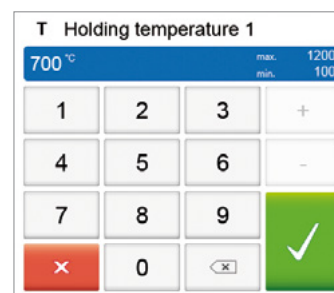 T Holding temperature 1
700 °C max. 1200
min. 100
1 2 3 +
4 5 6 -
7 8 9
0